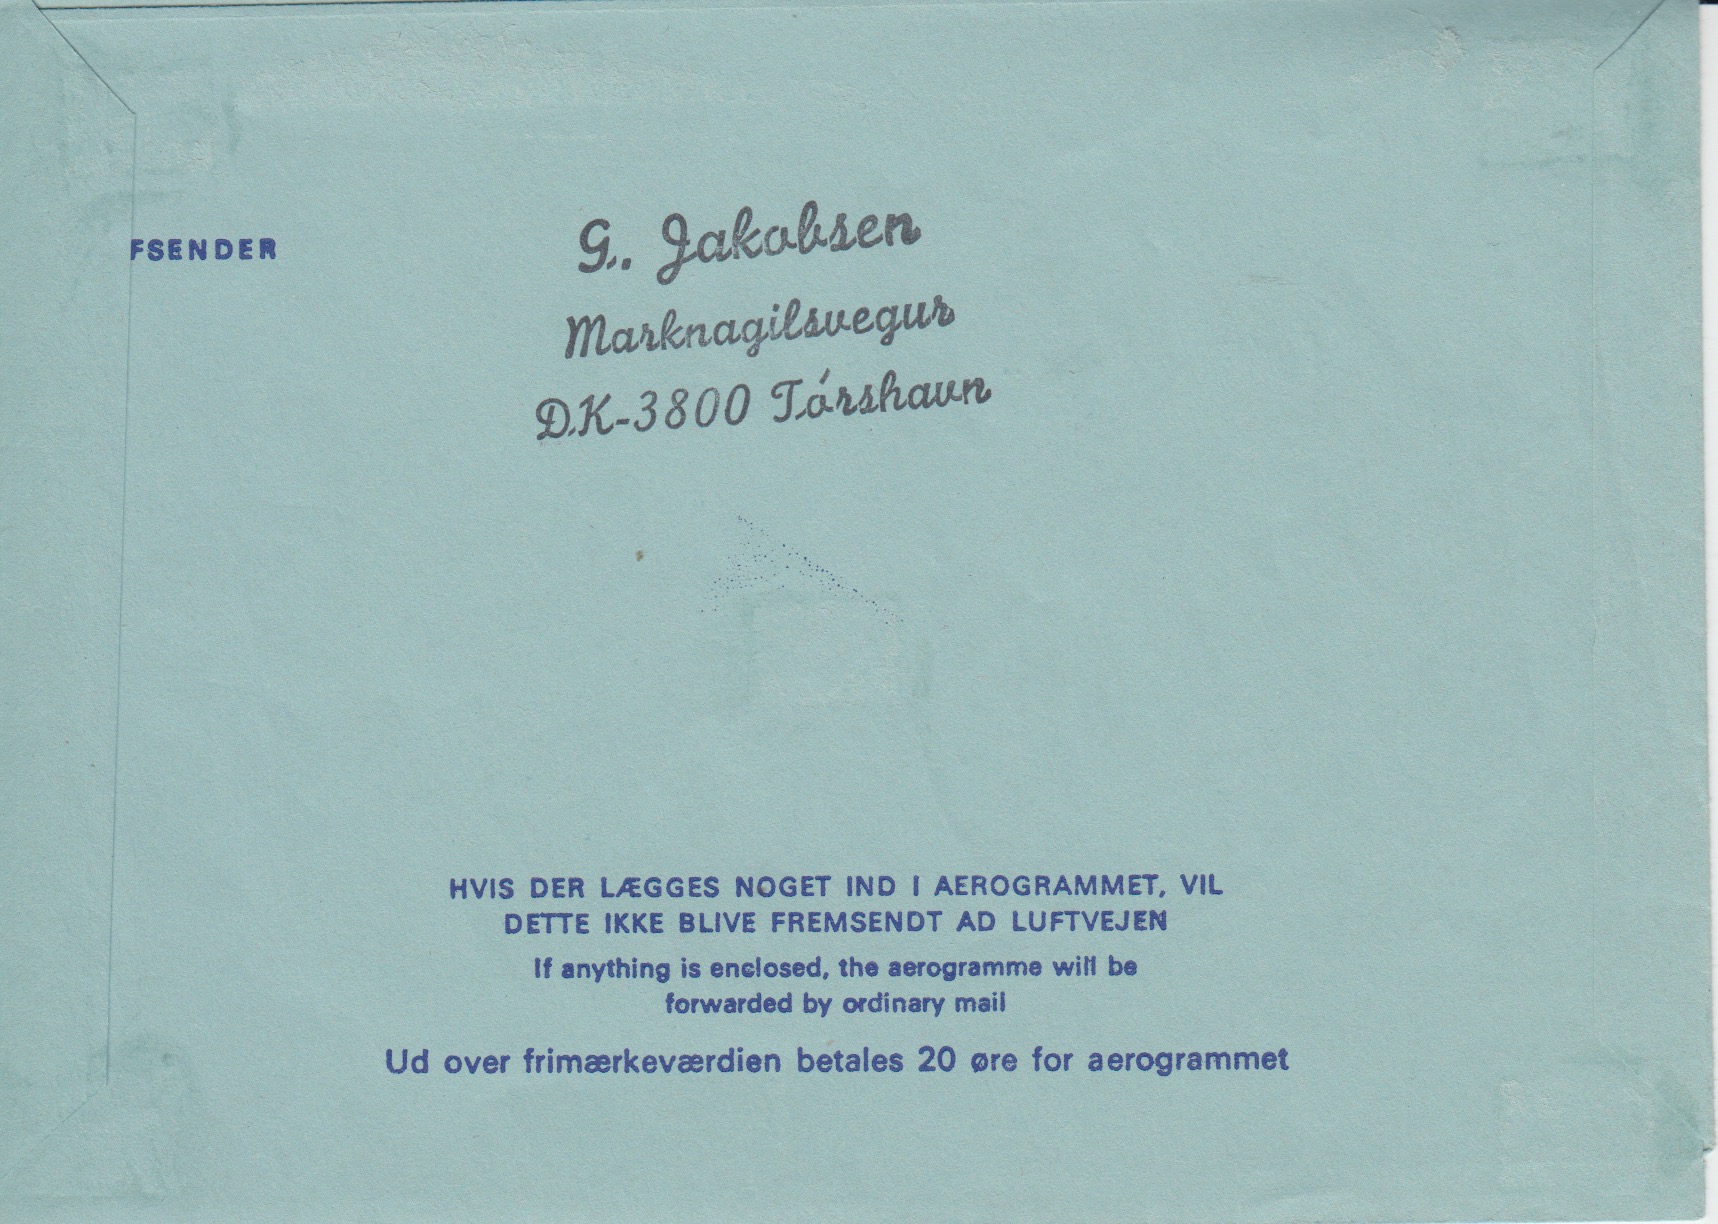 FSENDER
G. Jakobsen
Marknagilsvegur
DK-3800 Tórshavn
HVIS DER LÆGGES NOGET IND I AEROGRAMMET, VIL
DETTE IKKE BLIVE FREMSENDT AD LUFTVEJEN
If anything is enclosed, the aerogramme will be
forwarded by ordinary mail
Ud over frimærkeværdien betales 20 øre for aerogrammet